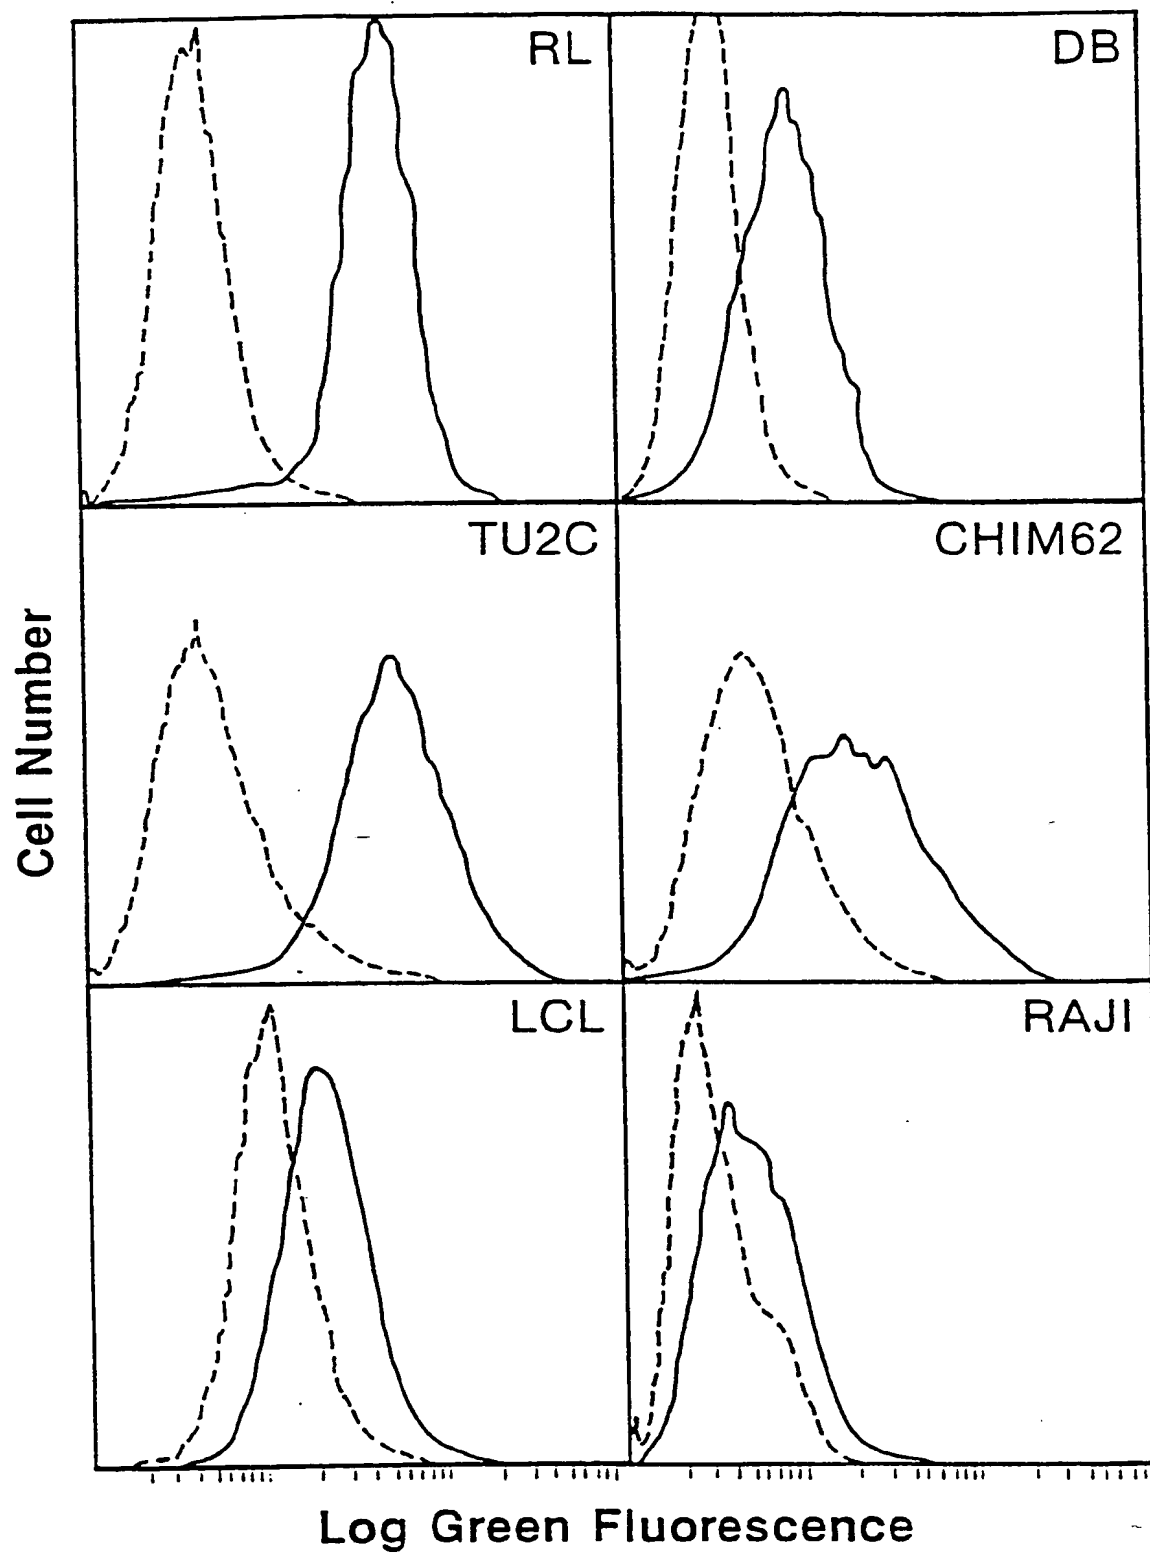 RL
DB
TU2C
CHIM62
LCL
RAJI
Cell Number
Log Green Fluorescence